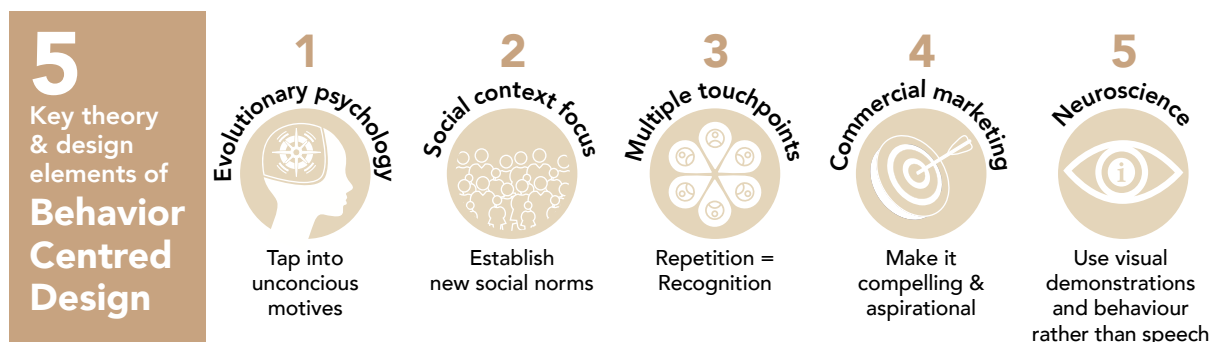 5
Key theory
& design
elements of
Behavior
Centred
Design
1
Evolutionary psychology
Tap into
unconcious
motives
2
Social context focus
Establish
new social norms
3
Multiple touchpoints
Repetition =
Recognition
4
Commercial marketing
Make it
compelling &
aspirational
5
Neuroscience
i
Use visual
demonstrations
and behaviour
rather than speech